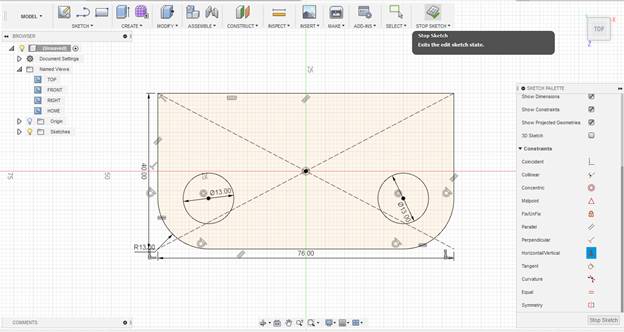 MODEL
SKETCH
CREATE
MODIFY
ASSEMBLE
CONSTRUCT
INSPECT
INSERT
MAKE
ADD-INS
SELECT
STOP SKETCH
Stop Sketch
Exits the edit sketch state.
TOP
Z
BROWSER
(Unsaved)
Document Settings
Named Views
TOP
FRONT
RIGHT
HOME
Origin
Sketches
25
75
50
25
40.00
Ø13.00
Ø13.00
R13.00
76.00
SKETCH PALETTE
Show Dimensions
Show Constraints
Show Projected Geometries
3D Sketch
Constraints
Coincident
Collinear
Concentric
Midpoint
Fix/UnFix
Parallel
Perpendicular
Horizontal/Vertical
Tangent
Curvature
Equal
Symmetry
Stop Sketch
COMMENTS